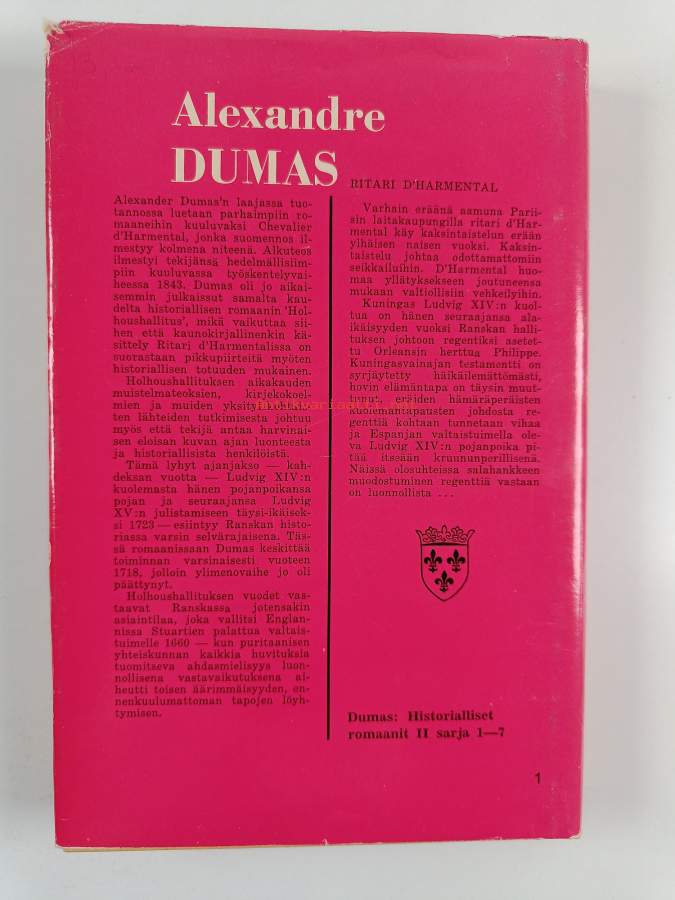 Alexandre
DUMAS
Alexander Dumas'n laajassa tuo-
tannossa luetaan parhaimpiin ro-
maaneihin kuuluvaksi Chevalier
d'Harmental, jonka suomennos il-
mestyy kolmena niteenä. Alkuteos
ilmestyi tekijänsä hedelmällisim-
piin kuuluvassa työskentelyvai-
heessa 1843. Dumas oli jo aikai-
semmin julkaissut samalta kau-
delta historiallisen romaanin 'Hol-
houshallitus', mikä vaikuttaa sii-
hen että kaunokirjallinenkin kä-
sittely Ritari d'Harmentalissa on
suorastaan pikkupiirteitä myöten
historiallisen totuuden mukainen.
Holhoushallituksen aikakauden
muistelmateoksien, kirjekokoel-
mien ja muiden yksityiskohtais-
ten lähteiden tutkimisesta johtuu
myös että tekijä antaa harvinai-
sen eloisan kuvan ajan luonteesta
ja historiallisista henkilöistä.
Tämä lyhyt ajanjakso — kah-
deksan vuotta — Ludvig XIV:n
kuolemasta hänen pojanpoikansa
pojan ja seuraajansa Ludvig
XV:n julistamiseen täysi-ikäisek-
si 1723 — esiintyy Ranskan histo-
riassa varsin selvärajaisena. Täs-
sä romaanissaan Dumas keskittää
toiminnan varsinaisesti vuoteen
1718, jolloin ylimenovaihe jo oli
päättynyt.
Holhoushallituksen vuodet vas-
taavat Ranskassa jotensakin
asiaintilaa, joka vallitsi Englan-
nissa Stuartien palattua valtais-
tuimelle 1660 — kun puritaanisen
yhteiskunnan kaikkia huvituksia
tuomitseva ahdasmielisyys luon-
nollisena vastavaikutuksena ai-
heutti toisen äärimmäisyyden, en-
nenkuulumattoman tapojen löyh-
tymisen.
RITARI D'HARMENTAL
Varhain eräänä aamuna Parii-
sin laitakaupungilla ritari d'Har-
mental käy kaksintaistelun erään
ylhäisen naisen vuoksi. Kaksin-
taistelu johtaa odottamattomiin
seikkailuihin. D'Harmental huo-
maa yllätyksekseen joutuneensa
mukaan valtiollisiin vehkeilyihin.
Kuningas Ludvig XIV:n kuol-
tua on hänen seuraajansa ala-
ikäisyyden vuoksi Ranskan halli-
tuksen johtoon regentiksi asetet-
tu Orleansin herttua Philippe.
Kuningasvainajan testamentti on
syrjäytetty häikäilemättömästi,
hovin elämäntapa on täysin muut-
tunut, eräiden hämäräperäisten
kuolemantapausten johdosta re-
genttiä kohtaan tunnetaan vihaa
ja Espanjan valtaistuimella ole-
va Ludvig XIV:n pojanpoika pi-
tää itseään kruununperillisenä.
Näissä olosuhteissa salahankkeen
muodostuminen regenttiä vastaan
on luonnollista ...
Dumas: Historialliset
romaanit II sarja 1—7
1